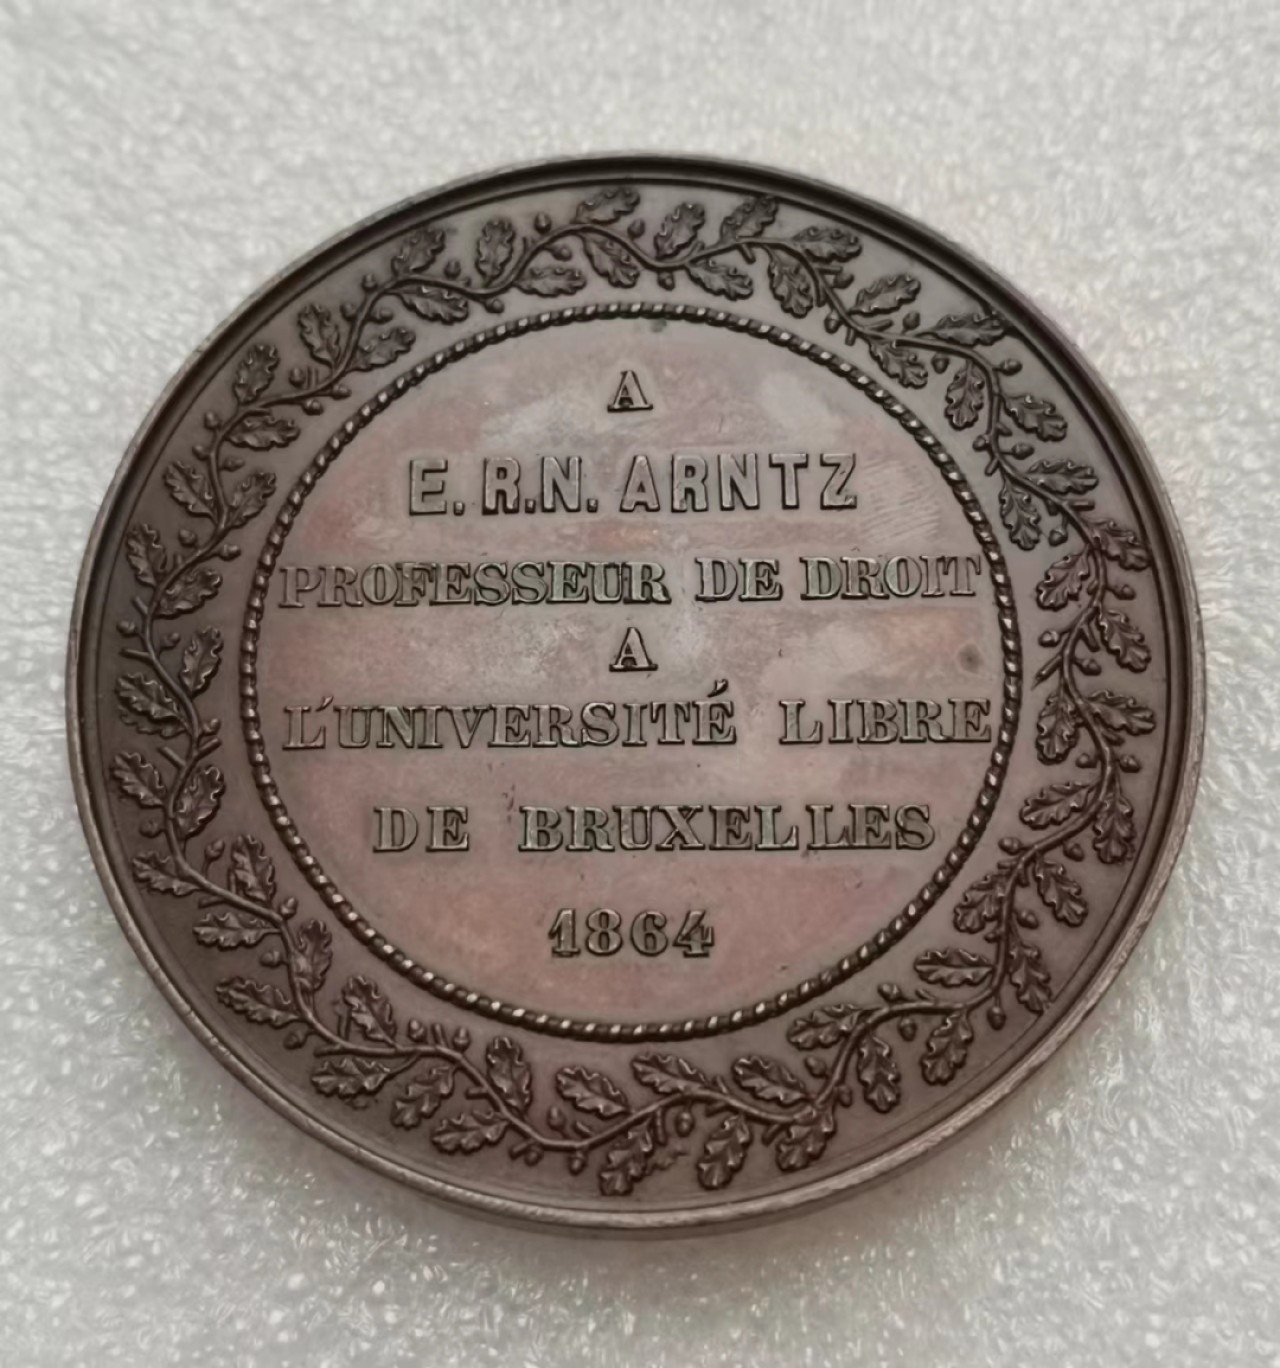 A
E. R. N. ARNTZ
PROFESSEUR DE DROIT
A
L'UNIVERSITÉ LIBRE
DE BRUXELLES
1864